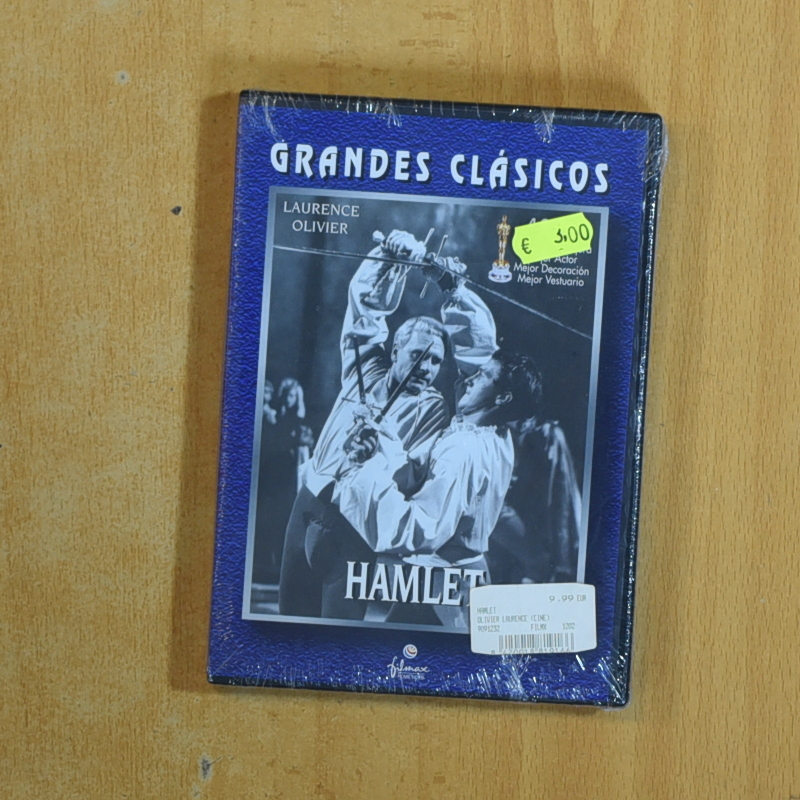 GRANDES CLÁSICOS
LAURENCE
OLIVIER
€ 3.00
Actor
Mejor Decoración
Mejor Vestuario
HAMLET
9.99 EUR
HAMLET
OLIVIER LAURENCE (CINE)
FILMX 1202
filmax